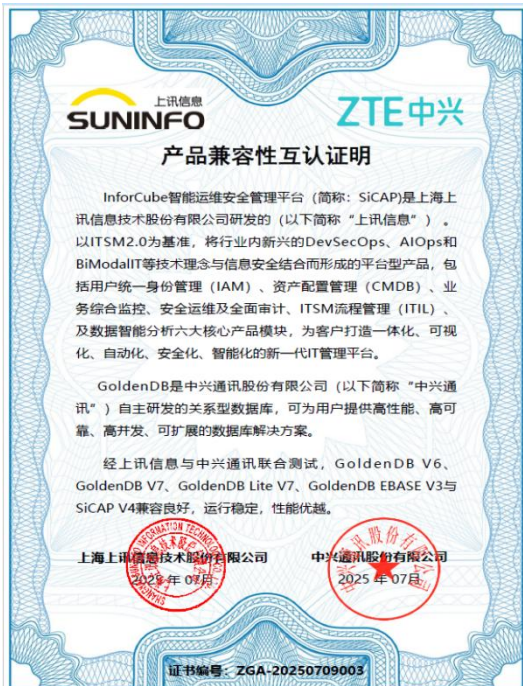 上讯信息
SUNINFO
ZTE中兴
产品兼容性互认证明
InforCube智能运维安全管理平台（简称：SiCAP)是上海上
讯信息技术股份有限公司研发的（以下简称“上讯信息”）。
以ITSM2.0为基准，将行业内新兴的DevSecOps、AIOps和
BiModalIT等技术理念与信息安全结合而形成的平台型产品，包
括用户统一身份管理（IAM）、资产配置管理（CMDB）、业
务综合监控、安全运维及全面审计、ITSM流程管理（ITIL）、
及数据智能分析六大核心产品模块，为客户打造一体化、可视
化、自动化、安全化、智能化的新一代IT管理平台。
GoldenDB是中兴通讯股份有限公司（以下简称“中兴通
讯”）自主研发的关系型数据库，可为用户提供高性能、高可
靠、高并发、可扩展的数据库解决方案。
经上讯信息与中兴通讯联合测试，GoldenDB V6、
GoldenDB V7、GoldenDB Lite V7、GoldenDB EBASE V3与
SiCAP V4兼容良好，运行稳定，性能优越。
上海上讯信息技术股份有限公司 中兴通讯股份有限公司
2025 年 07月 2025 年 07月
证书编号：ZGA-20250709003